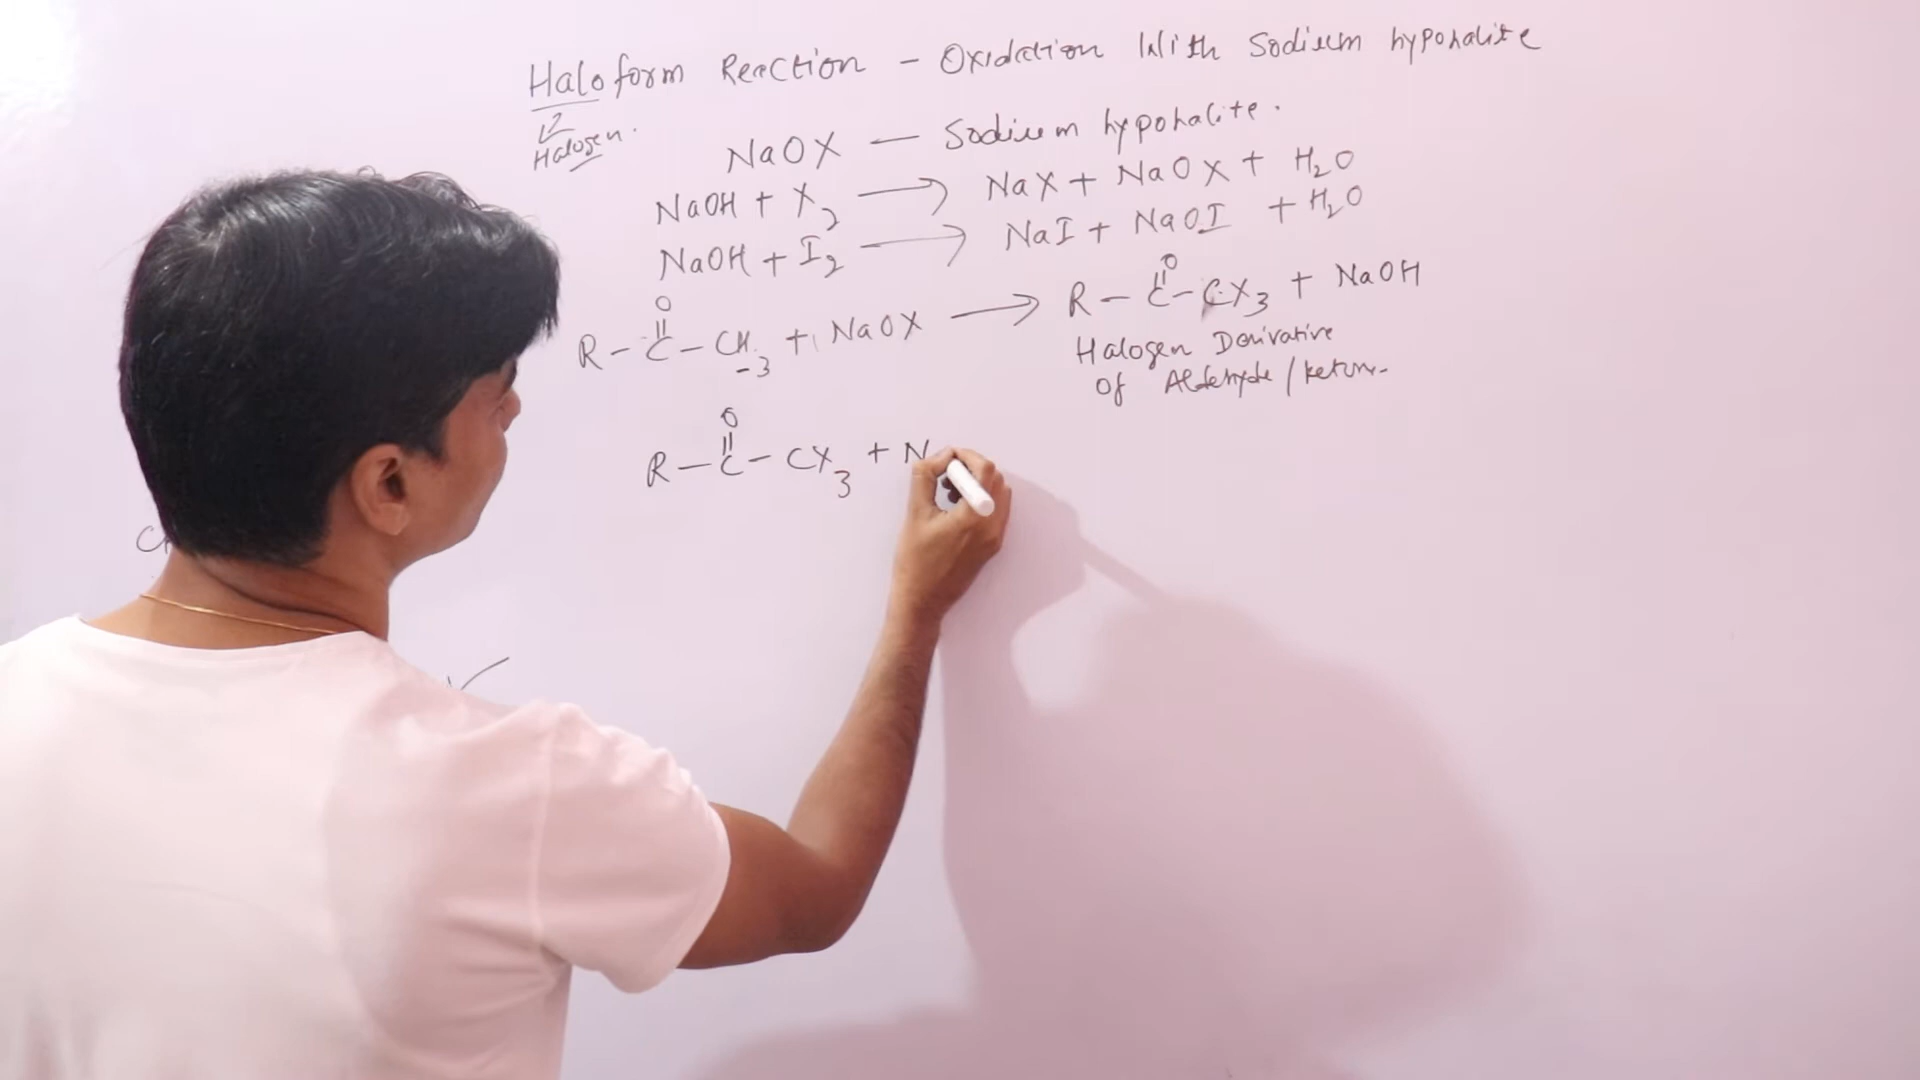 Haloform Reaction - Oxidation With Sodium hypohalite
Halogen.
NaOX — Sodium hypohalite.
NaOH + X₂ → NaX + NaOX + H₂O
NaOH + I₂ → NaI + NaOI + H₂O
O O
R - C - CH₃ + NaOX → R - C - CX₃ + NaOH
Halogen Derivative
Of Aldehyde / ketone
O
R - C - CX₃ + N